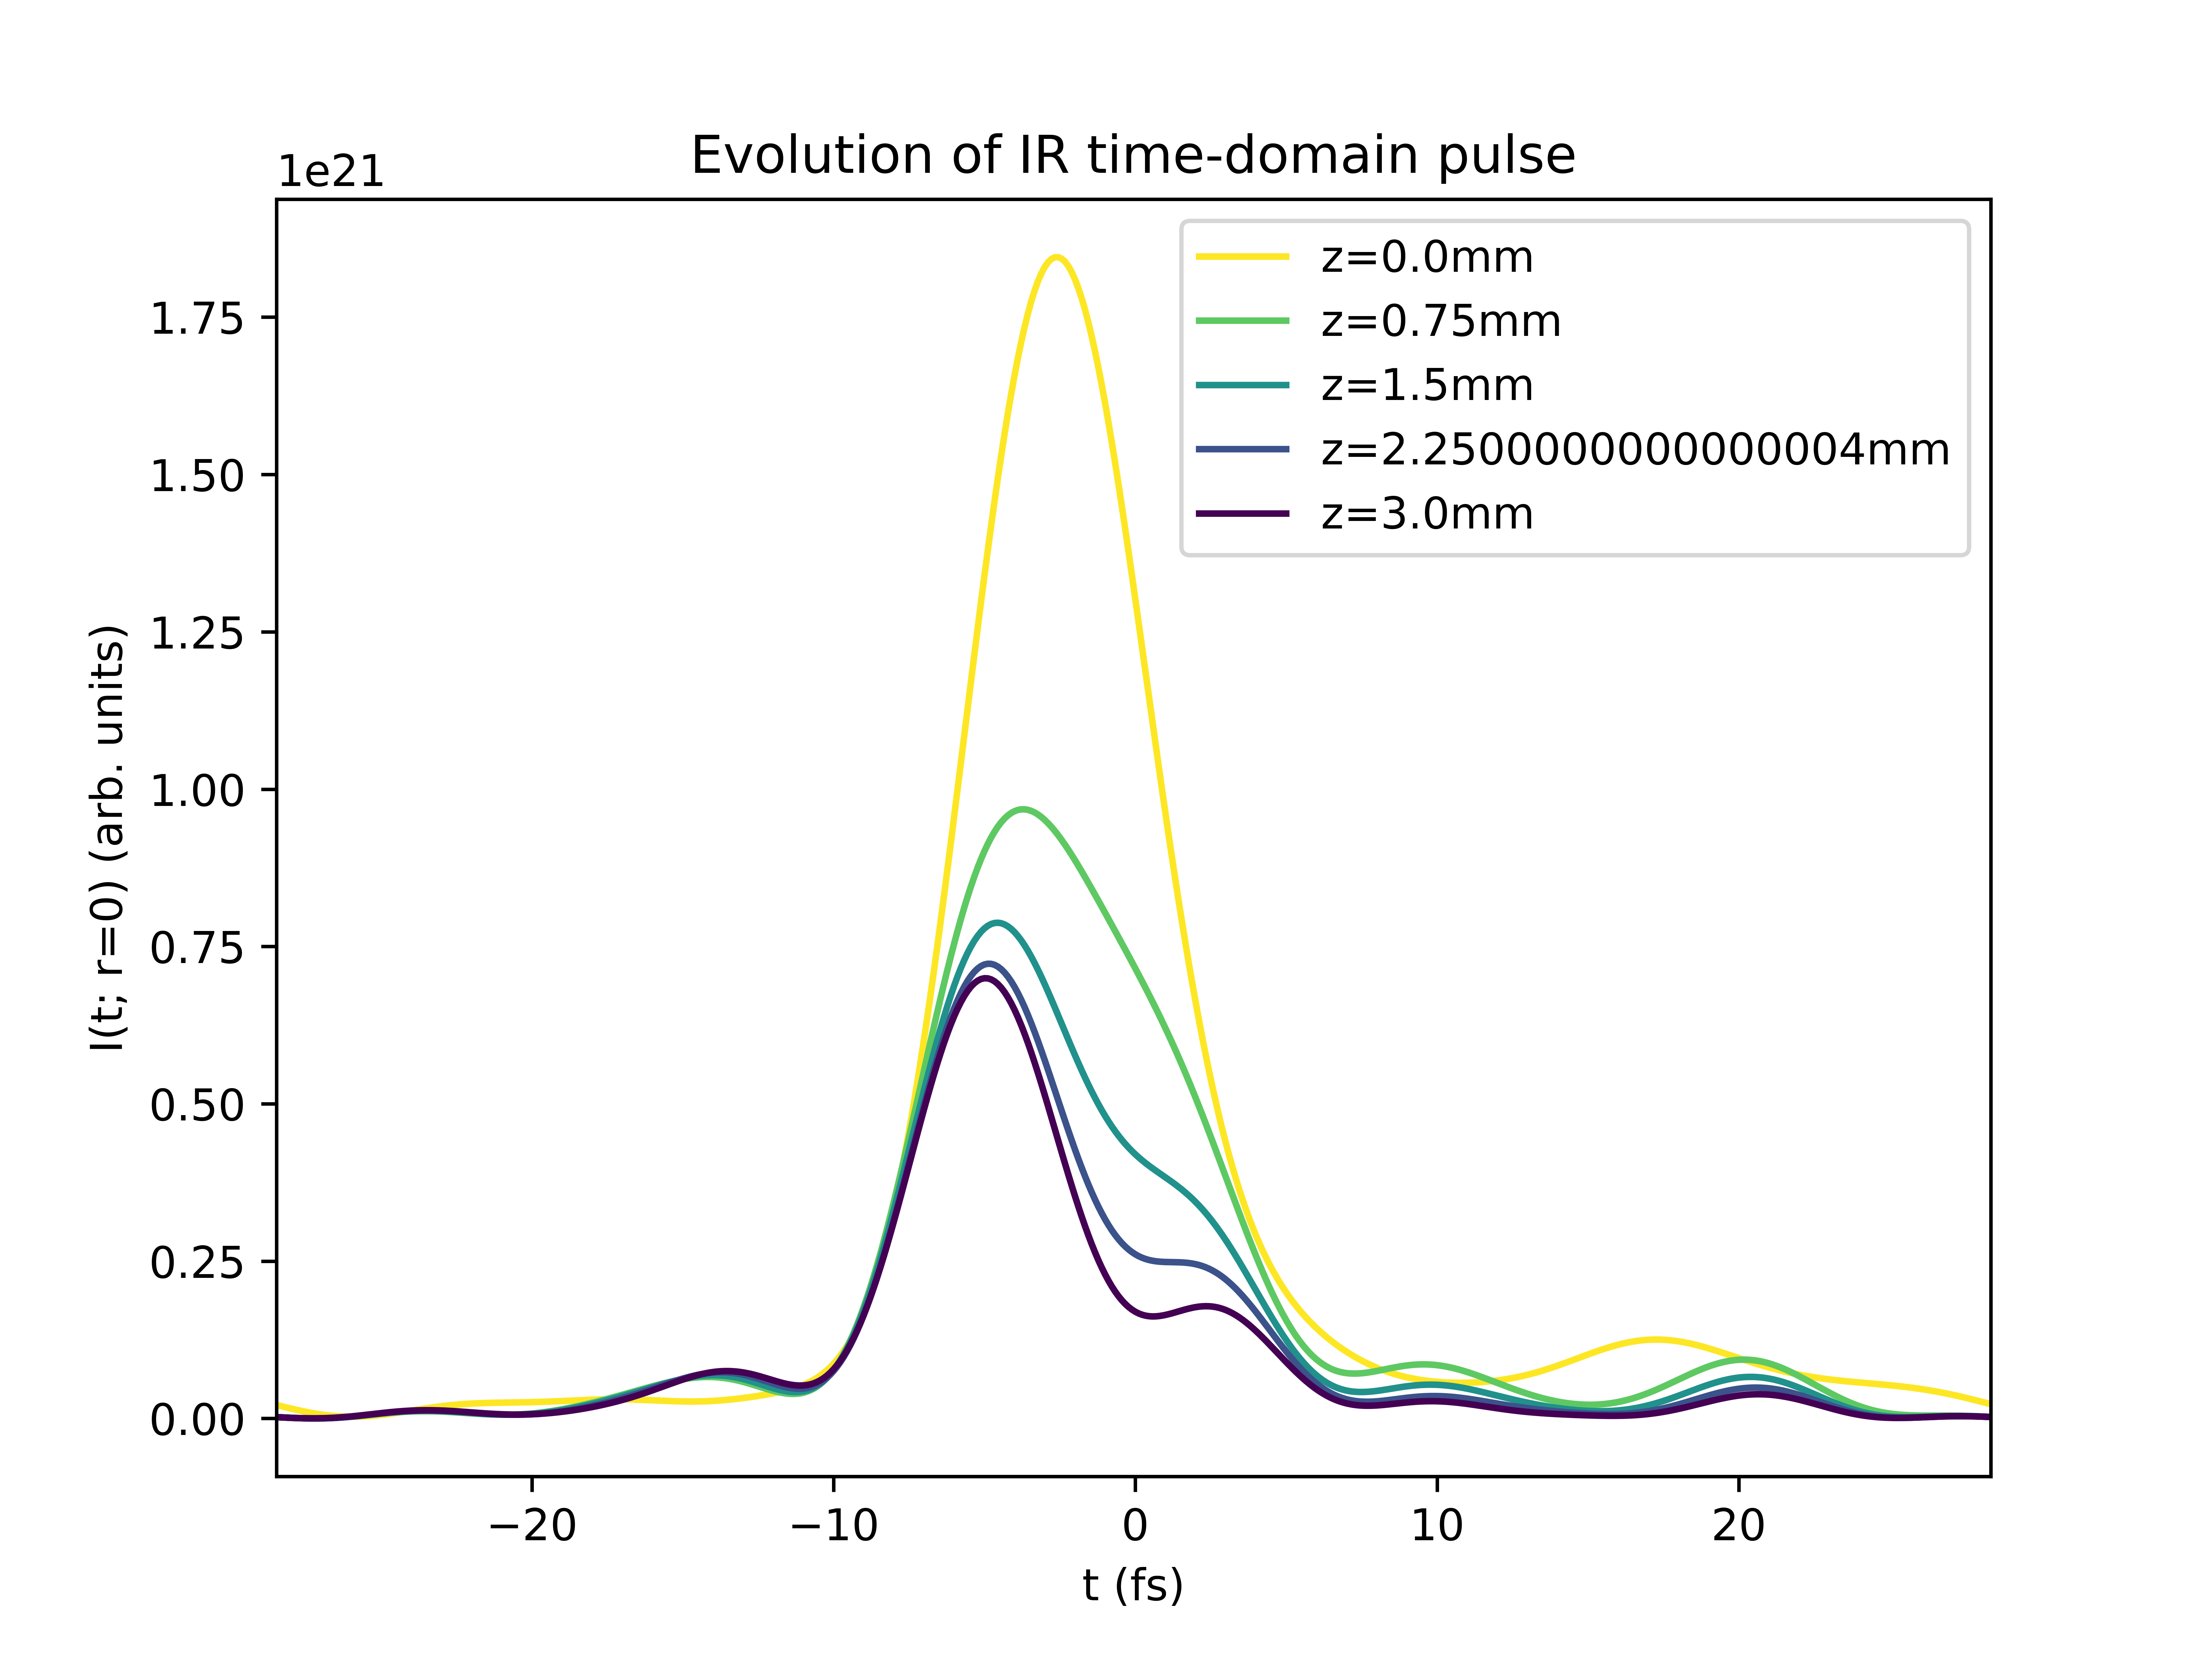 Evolution of IR time-domain pulse
1e21
1.75
1.50
1.25
1.00
0.75
0.50
0.25
0.00
I(t; r=0) (arb. units)
z=0.0mm
z=0.75mm
z=1.5mm
z=2.2500000000000004mm
z=3.0mm
−20 −10 0 10 20
t (fs)